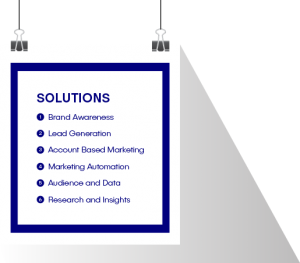 SOLUTIONS
1 Brand Awareness
2 Lead Generation
3 Account Based Marketing
4 Marketing Automation
5 Audience and Data
6 Research and Insights